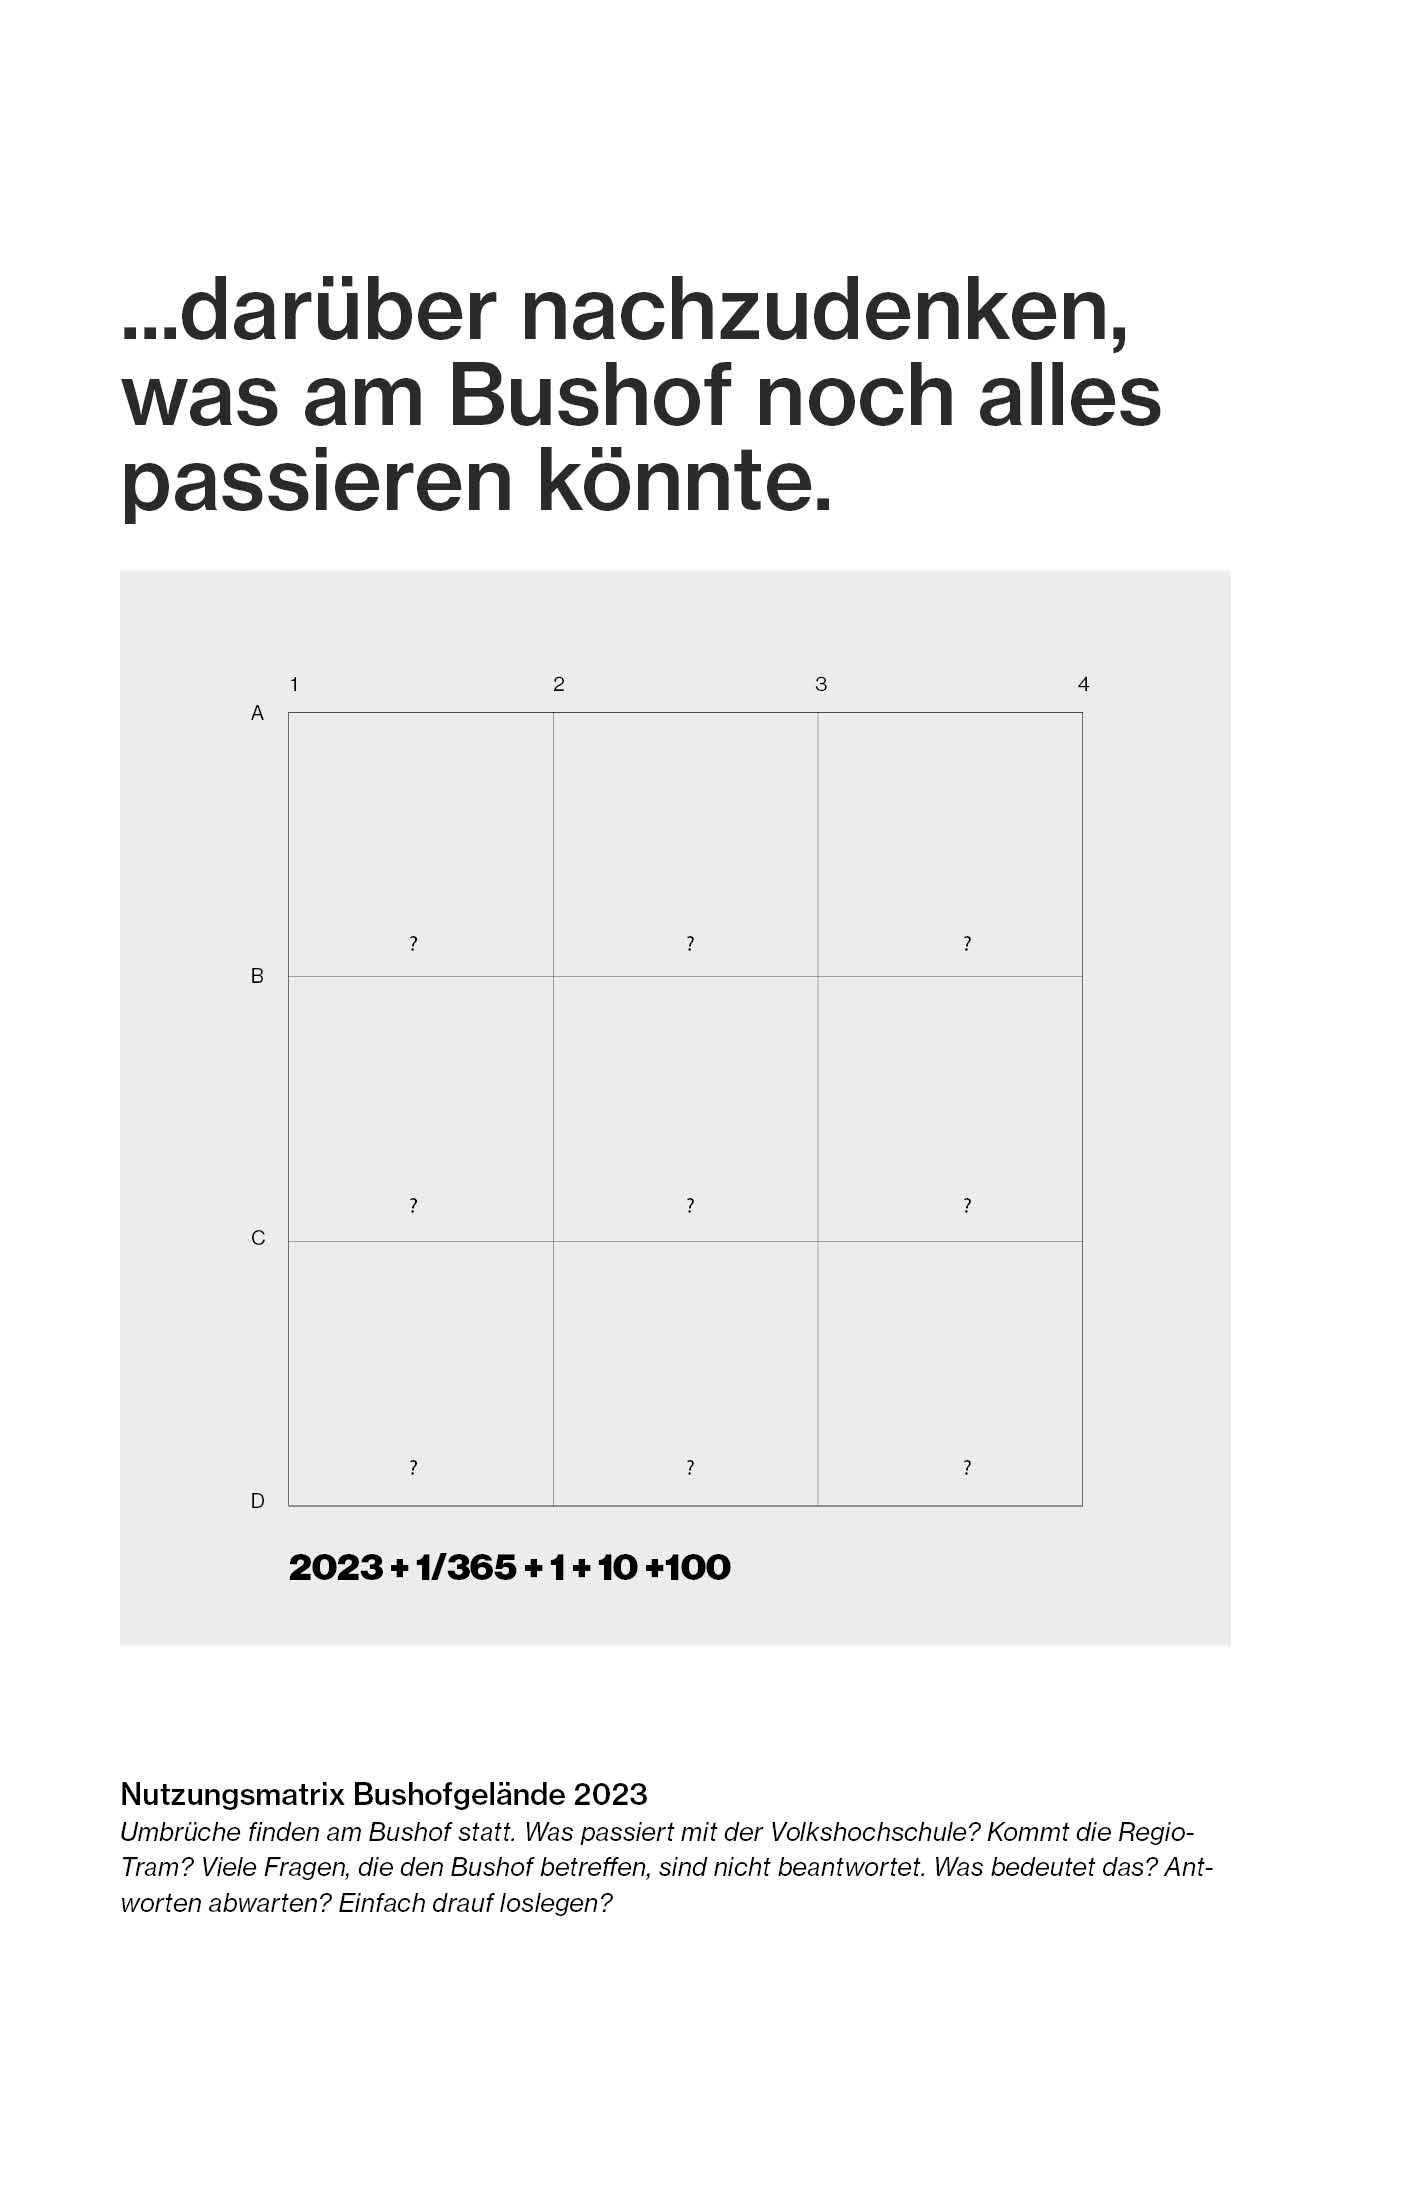 ...darüber nachzudenken,
was am Bushof noch alles
passieren könnte.
1 2 3 4
A
? ? ?
B
? ? ?
C
? ? ?
D
2023 + 1/365 + 1 + 10 +100
Nutzungsmatrix Bushofgelände 2023
Umbrüche finden am Bushof statt. Was passiert mit der Volkshochschule? Kommt die Regio-
Tram? Viele Fragen, die den Bushof betreffen, sind nicht beantwortet. Was bedeutet das? Ant-
worten abwarten? Einfach drauf loslegen?